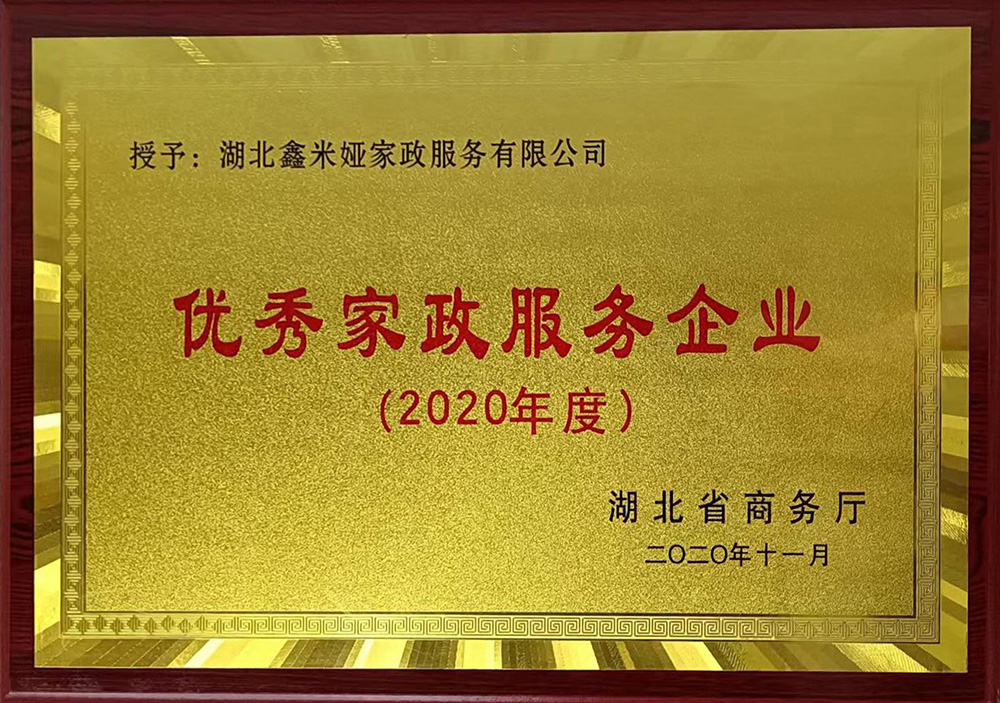 授予：湖北鑫米娅家政服务有限公司
优秀家政服务企业
(2020年度)
湖北省商务厅
二〇二〇年十一月